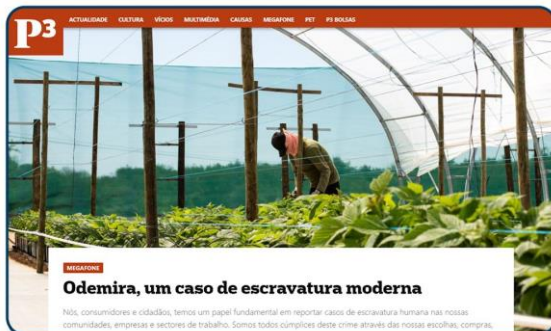 P3
ACTUALIDADE CULTURA VÍCIOS MULTIMÉDIA CAUSAS MEGAFONE PET P3 BOLSAS
MEGAFONE
Odemira, um caso de escravatura moderna
Nós, consumidores e cidadãos, temos um papel fundamental em reportar casos de escravatura humana nas nossas
comunidades, empresas e sectores de trabalho. Somos todos cúmplices deste crime através das nossas escolhas, compras,